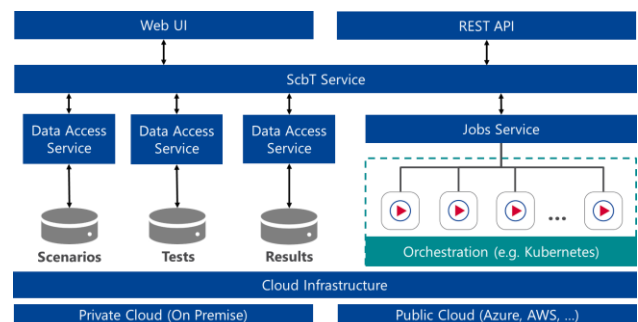 Web UI
REST API
ScbT Service
Data Access
Service
Data Access
Service
Data Access
Service
Jobs Service
...
Scenarios
Tests
Results
Orchestration (e.g. Kubernetes)
Cloud Infrastructure
Private Cloud (On Premise)
Public Cloud (Azure, AWS, ...)